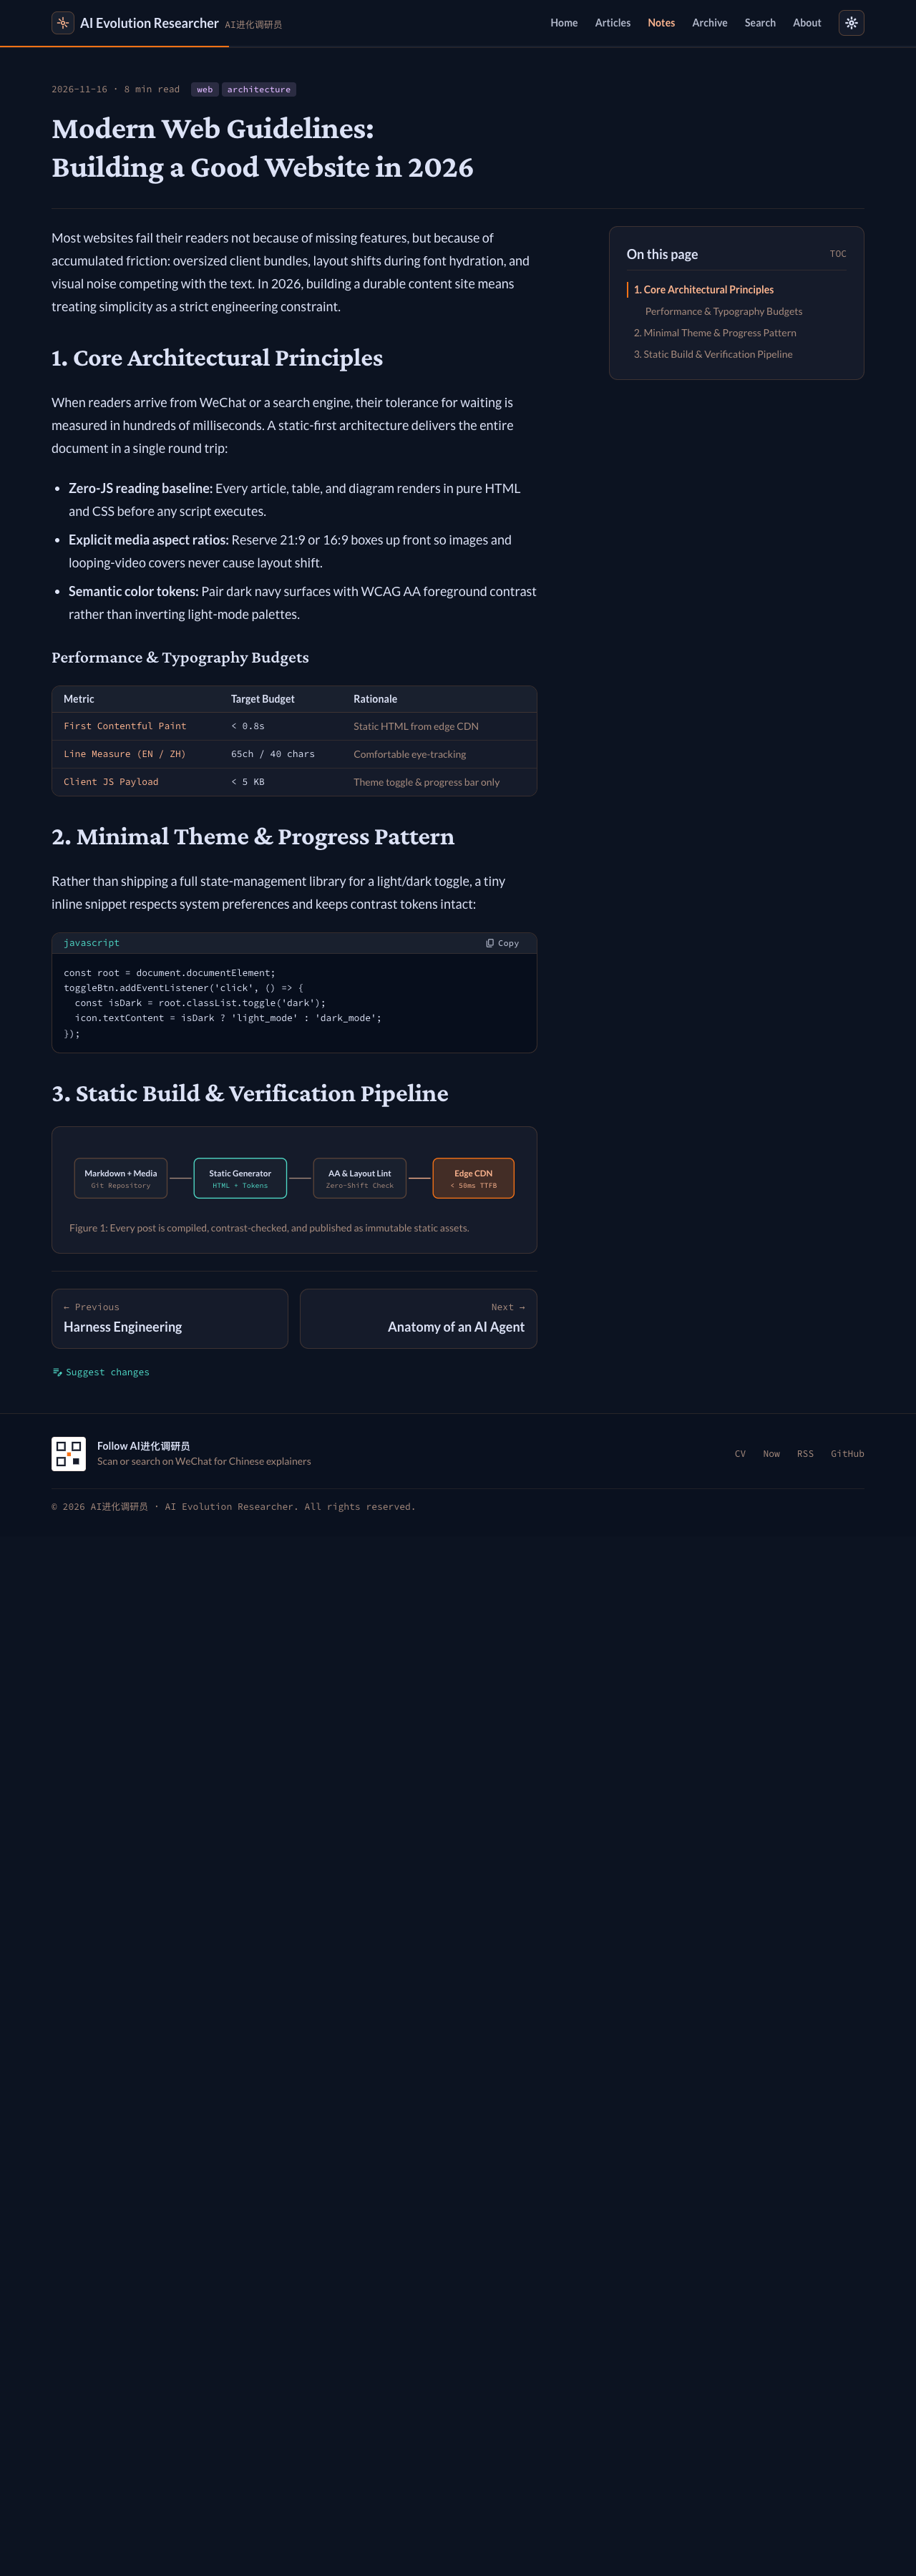 AI Evolution Researcher AI进化调研员
Home Articles Notes Archive Search About
2026-11-16 · 8 min read web architecture
Modern Web Guidelines:
Building a Good Website in 2026
Most websites fail their readers not because of missing features, but because of
accumulated friction: oversized client bundles, layout shifts during font hydration, and
visual noise competing with the text. In 2026, building a durable content site means
treating simplicity as a strict engineering constraint.
On this page TOC
1. Core Architectural Principles
Performance & Typography Budgets
2. Minimal Theme & Progress Pattern
3. Static Build & Verification Pipeline
1. Core Architectural Principles
When readers arrive from WeChat or a search engine, their tolerance for waiting is
measured in hundreds of milliseconds. A static-first architecture delivers the entire
document in a single round trip:
• Zero-JS reading baseline: Every article, table, and diagram renders in pure HTML
and CSS before any script executes.
• Explicit media aspect ratios: Reserve 21:9 or 16:9 boxes up front so images and
looping-video covers never cause layout shift.
• Semantic color tokens: Pair dark navy surfaces with WCAG AA foreground contrast
rather than inverting light-mode palettes.
Performance & Typography Budgets
Metric Target Budget Rationale
First Contentful Paint < 0.8s Static HTML from edge CDN
Line Measure (EN / ZH) 65ch / 40 chars Comfortable eye-tracking
Client JS Payload < 5 KB Theme toggle & progress bar only
2. Minimal Theme & Progress Pattern
Rather than shipping a full state-management library for a light/dark toggle, a tiny
inline snippet respects system preferences and keeps contrast tokens intact:
javascript Copy
const root = document.documentElement;
toggleBtn.addEventListener('click', () => {
  const isDark = root.classList.toggle('dark');
  icon.textContent = isDark ? 'light_mode' : 'dark_mode';
});
3. Static Build & Verification Pipeline
Markdown + Media Static Generator AA & Layout Lint Edge CDN
Git Repository HTML + Tokens Zero-Shift Check < 50ms TTFB
Figure 1: Every post is compiled, contrast-checked, and published as immutable static assets.
← Previous Next →
Harness Engineering Anatomy of an AI Agent
Suggest changes
Follow AI进化调研员
Scan or search on WeChat for Chinese explainers
CV Now RSS GitHub
© 2026 AI进化调研员 · AI Evolution Researcher. All rights reserved.